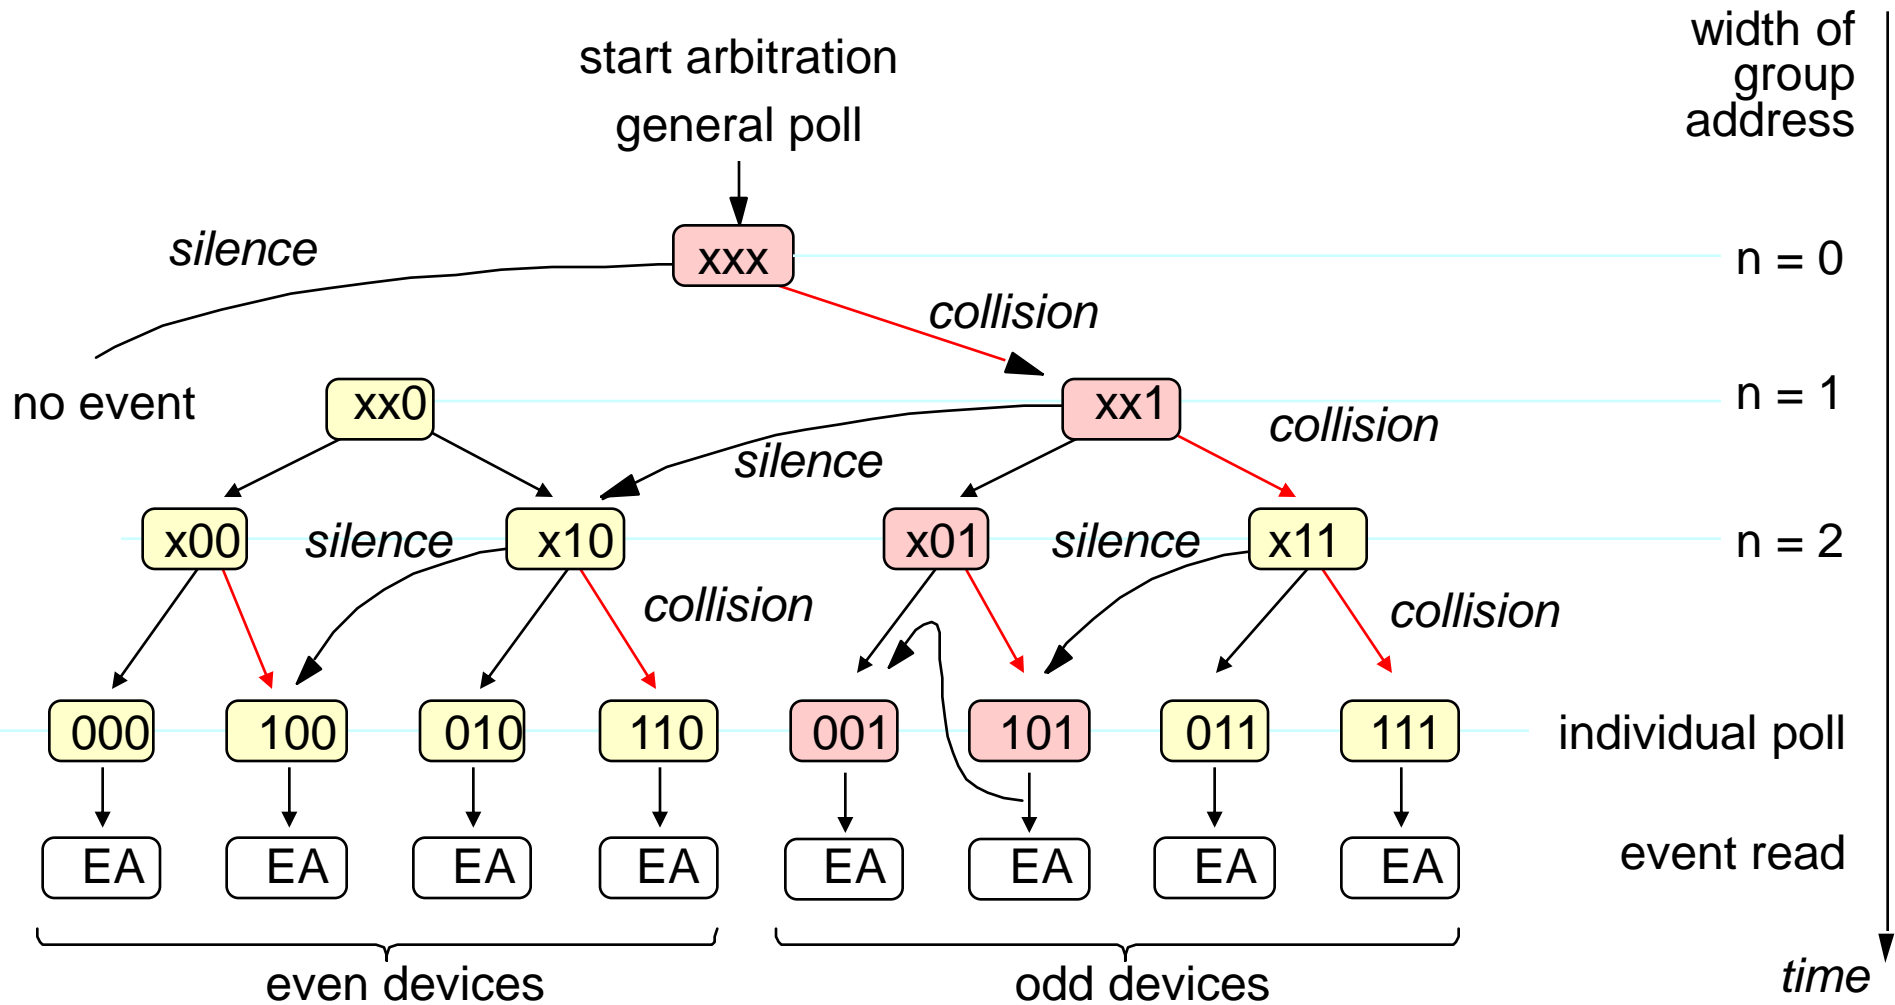 start arbitration
general poll
width of
group
address
silence
xxx
n = 0
collision
no event
xx0
xx1
n = 1
collision
silence
x00
silence
x10
x01
silence
x11
n = 2
collision
collision
000
100
010
110
001
101
011
111
individual poll
EA
EA
EA
EA
EA
EA
EA
EA
event read
even devices
odd devices
time